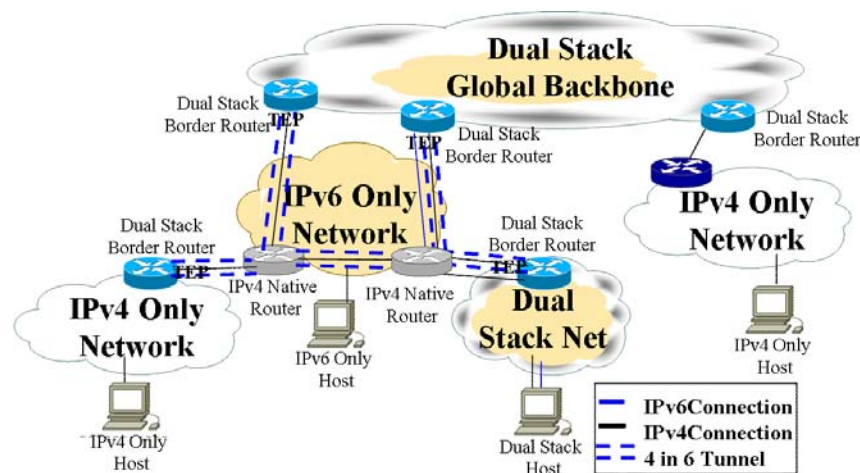 Dual Stack
Global Backbone
Dual Stack
Border Router
TEP
TEP
Dual Stack
Border Router
Dual Stack
Border Router
IPv6 Only
Network
IPv4 Only
Network
Dual Stack
Border Router
TEP
Dual Stack
Border Router
TEP
IPv4 Native
Router
IPv4 Native
Router
IPv4 Only
Network
Dual
Stack Net
IPv6 Only
Host
IPv4 Only
Host
IPv4 Only
Host
Dual Stack
Host
IPv6Connection
IPv4Connection
4 in 6 Tunnel